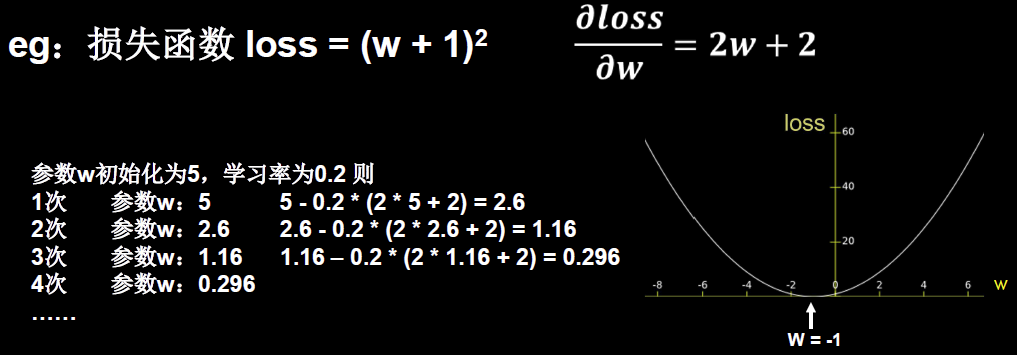 eg：损失函数 loss = (w + 1)²
∂loss/∂w = 2w + 2
参数w初始化为5，学习率为0.2 则
1次 参数w：5 5 - 0.2 * (2 * 5 + 2) = 2.6
2次 参数w：2.6 2.6 - 0.2 * (2 * 2.6 + 2) = 1.16
3次 参数w：1.16 1.16 – 0.2 * (2 * 1.16 + 2) = 0.296
4次 参数w：0.296
……
loss
60
40
20
-8 -6 -4 -2 0 2 4 6 w
W = -1